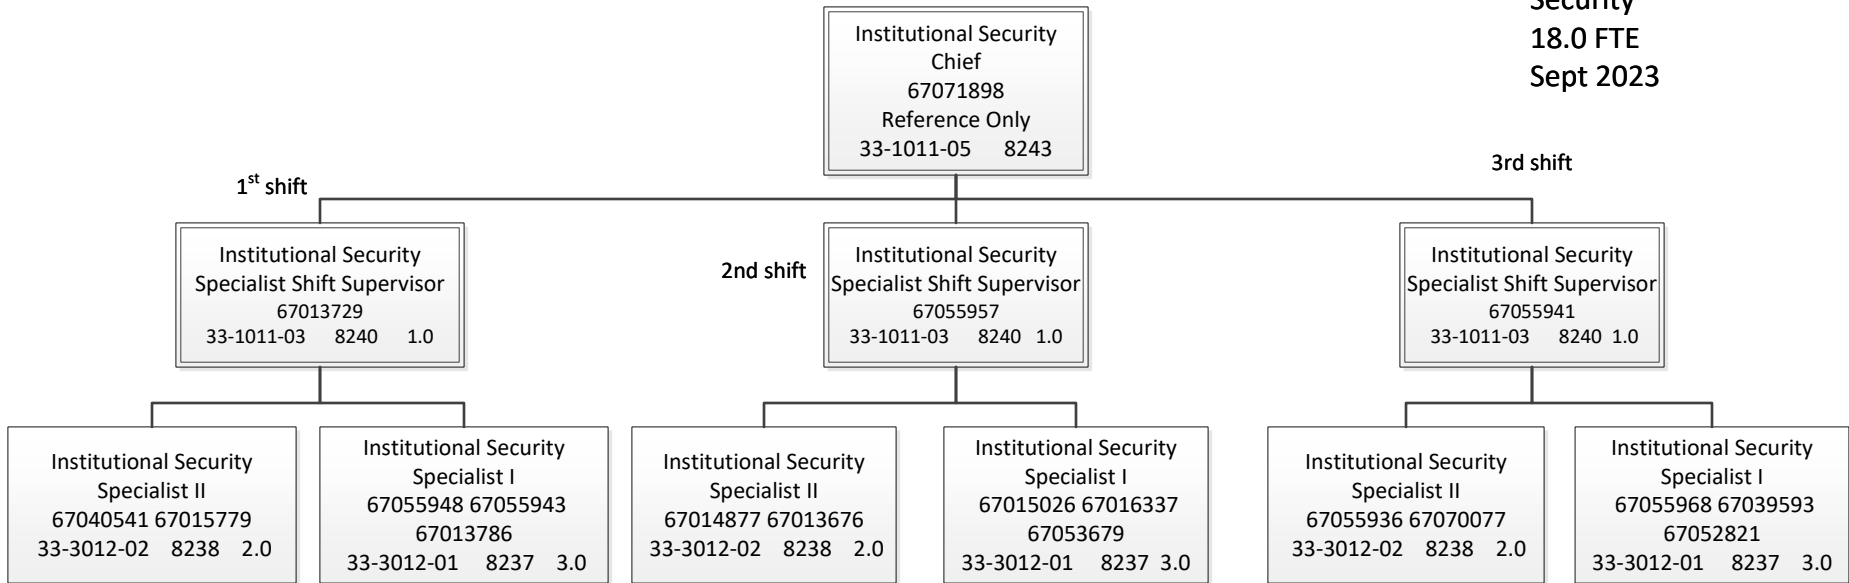 Security
18.0 FTE
Sept 2023
Institutional Security
Chief
67071898
Reference Only
33-1011-05 8243
1st shift
2nd shift
3rd shift
Institutional Security
Specialist Shift Supervisor
67013729
33-1011-03 8240 1.0
Institutional Security
Specialist Shift Supervisor
67055957
33-1011-03 8240 1.0
Institutional Security
Specialist Shift Supervisor
67055941
33-1011-03 8240 1.0
Institutional Security
Specialist II
67040541 67015779
33-3012-02 8238 2.0
Institutional Security
Specialist I
67055948 67055943
67013786
33-3012-01 8237 3.0
Institutional Security
Specialist II
67014877 67013676
33-3012-02 8238 2.0
Institutional Security
Specialist I
67015026 67016337
67053679
33-3012-01 8237 3.0
Institutional Security
Specialist II
67055936 67070077
33-3012-02 8238 2.0
Institutional Security
Specialist I
67055968 67039593
67052821
33-3012-01 8237 3.0